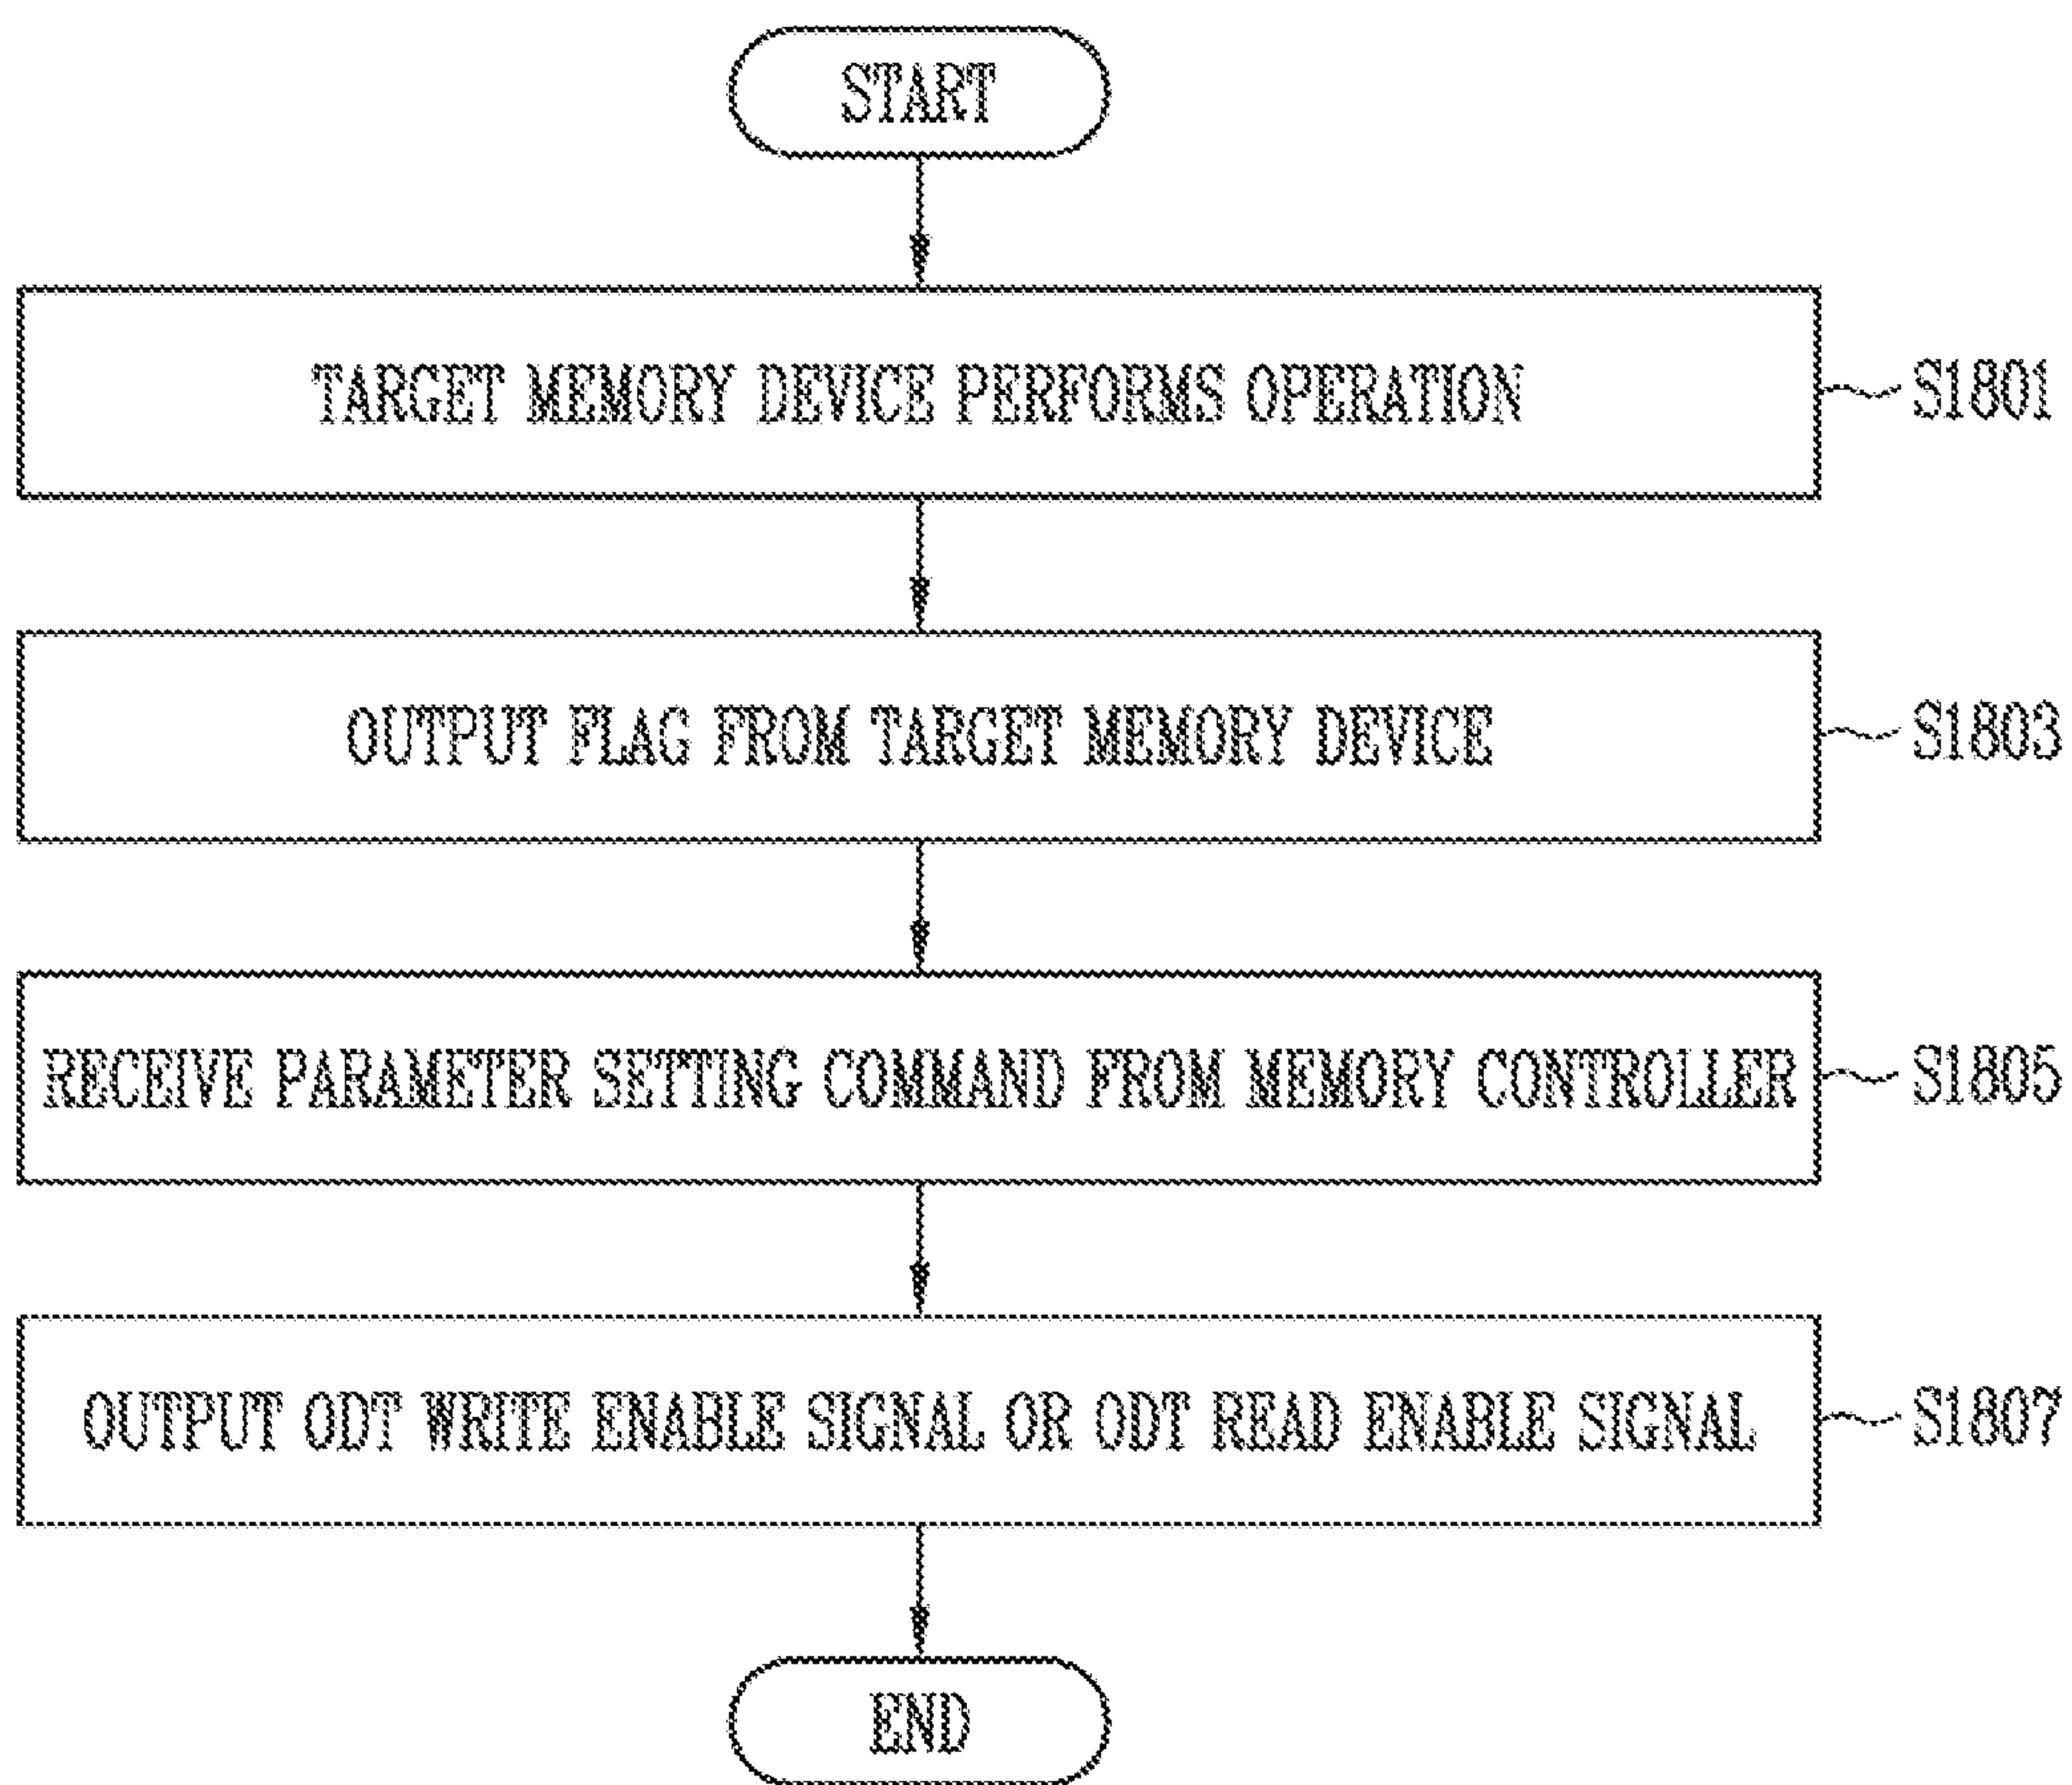 START
TARGET MEMORY DEVICE PERFORMS OPERATION
S1801
OUTPUT FLAG FROM TARGET MEMORY DEVICE
S1803
RECEIVE PARAMETER SETTING COMMAND FROM MEMORY CONTROLLER
S1805
OUTPUT ODT WRITE ENABLE SIGNAL OR ODT READ ENABLE SIGNAL
S1807
END